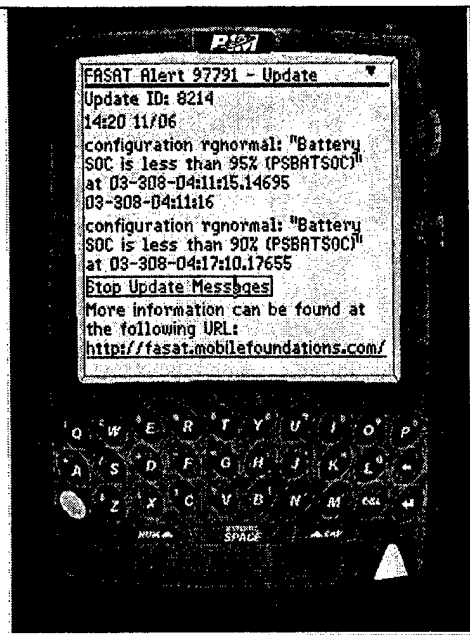 RIM
FASAT Alert 97791 - Update
Update ID: 8214
14:20 11/06
configuration rgnormal: "Battery
SOC is less than 95% (PSBATSOC)"
at 03-308-04:11:15.14695
03-308-04:11:16
configuration rgnormal: "Battery
SOC is less than 90% (PSBATSOC)"
at 03-308-04:17:10.17655
Stop Update Messages
More information can be found at
the following URL:
http://fasat.mobilefoundations.com/
Q W E R T Y U I O P
A S D F G H J K L
Z X C V B N M DEL
NUM SPACE CAP